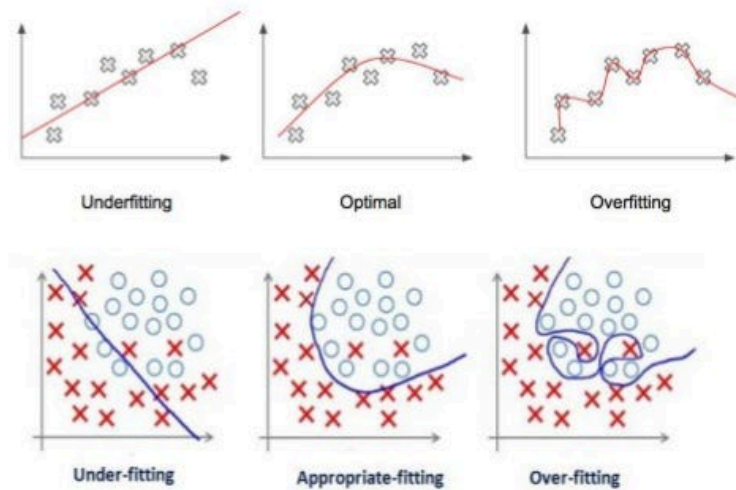 Underfitting
Optimal
Overfitting
Under-fitting
Appropriate-fitting
Over-fitting